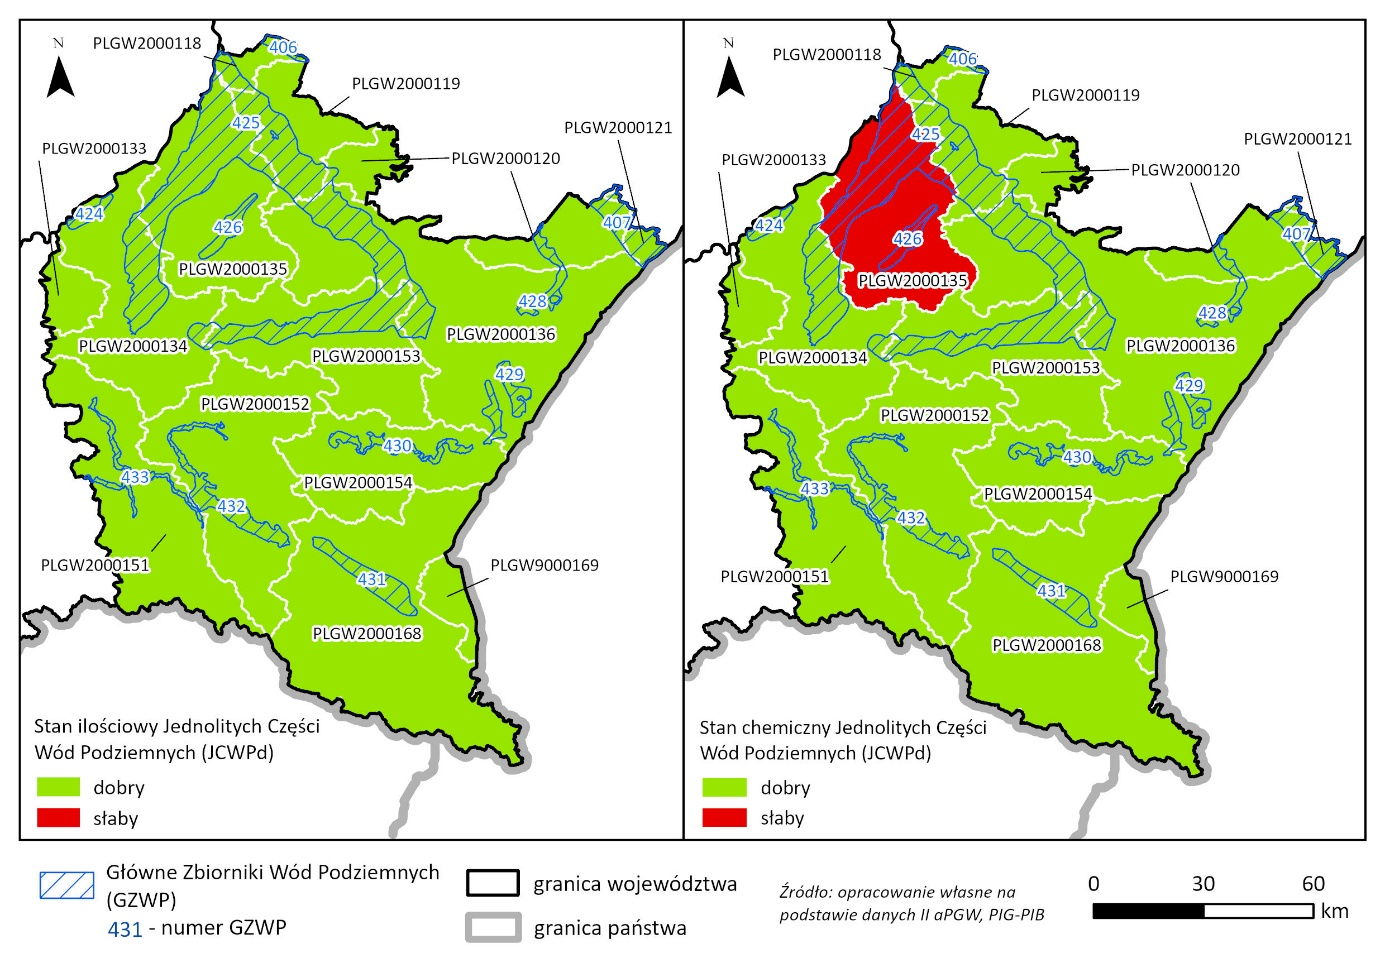 N
PLGW2000118
406
PLGW2000119
425
PLGW2000133
PLGW2000120
PLGW2000121
424
426
407
PLGW2000135
428
PLGW2000134
PLGW2000153
PLGW2000136
429
PLGW2000152
430
433
PLGW2000154
432
PLGW2000151
431
PLGW9000169
PLGW2000168
Stan ilościowy Jednolitych Części
Wód Podziemnych (JCWPd)
dobry
słaby
N
PLGW2000118
406
PLGW2000119
425
PLGW2000133
PLGW2000120
PLGW2000121
424
426
407
PLGW2000135
428
PLGW2000134
PLGW2000153
PLGW2000136
429
PLGW2000152
430
433
PLGW2000154
432
PLGW2000151
431
PLGW9000169
PLGW2000168
Stan chemiczny Jednolitych Części
Wód Podziemnych (JCWPd)
dobry
słaby
Główne Zbiorniki Wód Podziemnych
(GZWP)
431 - numer GZWP
granica województwa
granica państwa
Źródło: opracowanie własne na
podstawie danych II aPGW, PIG-PIB
0 30 60
km